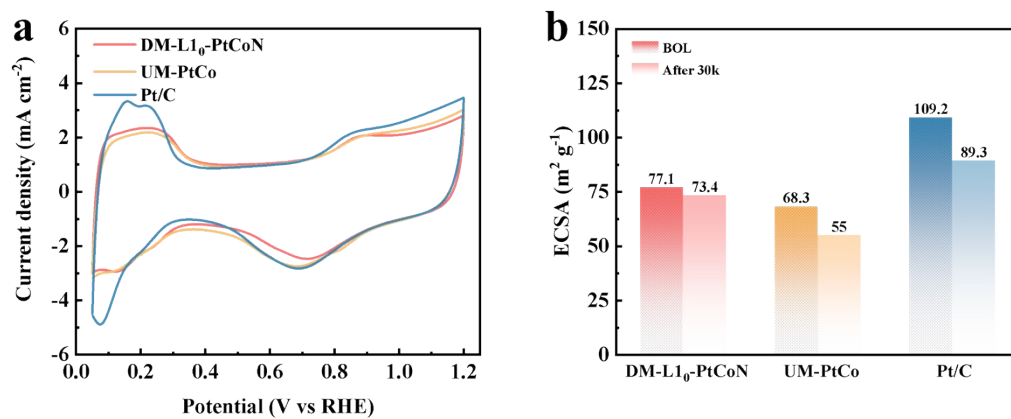 a
Current density (mA cm⁻²)
6
4
2
0
-2
-4
-6
DM-L1₀-PtCoN
UM-PtCo
Pt/C
0.0 0.2 0.4 0.6 0.8 1.0 1.2
Potential (V vs RHE)
b
ECSA (m² g⁻¹)
150
125
100
75
50
25
0
BOL
After 30k
77.1
73.4
68.3
55
109.2
89.3
DM-L1₀-PtCoN UM-PtCo Pt/C